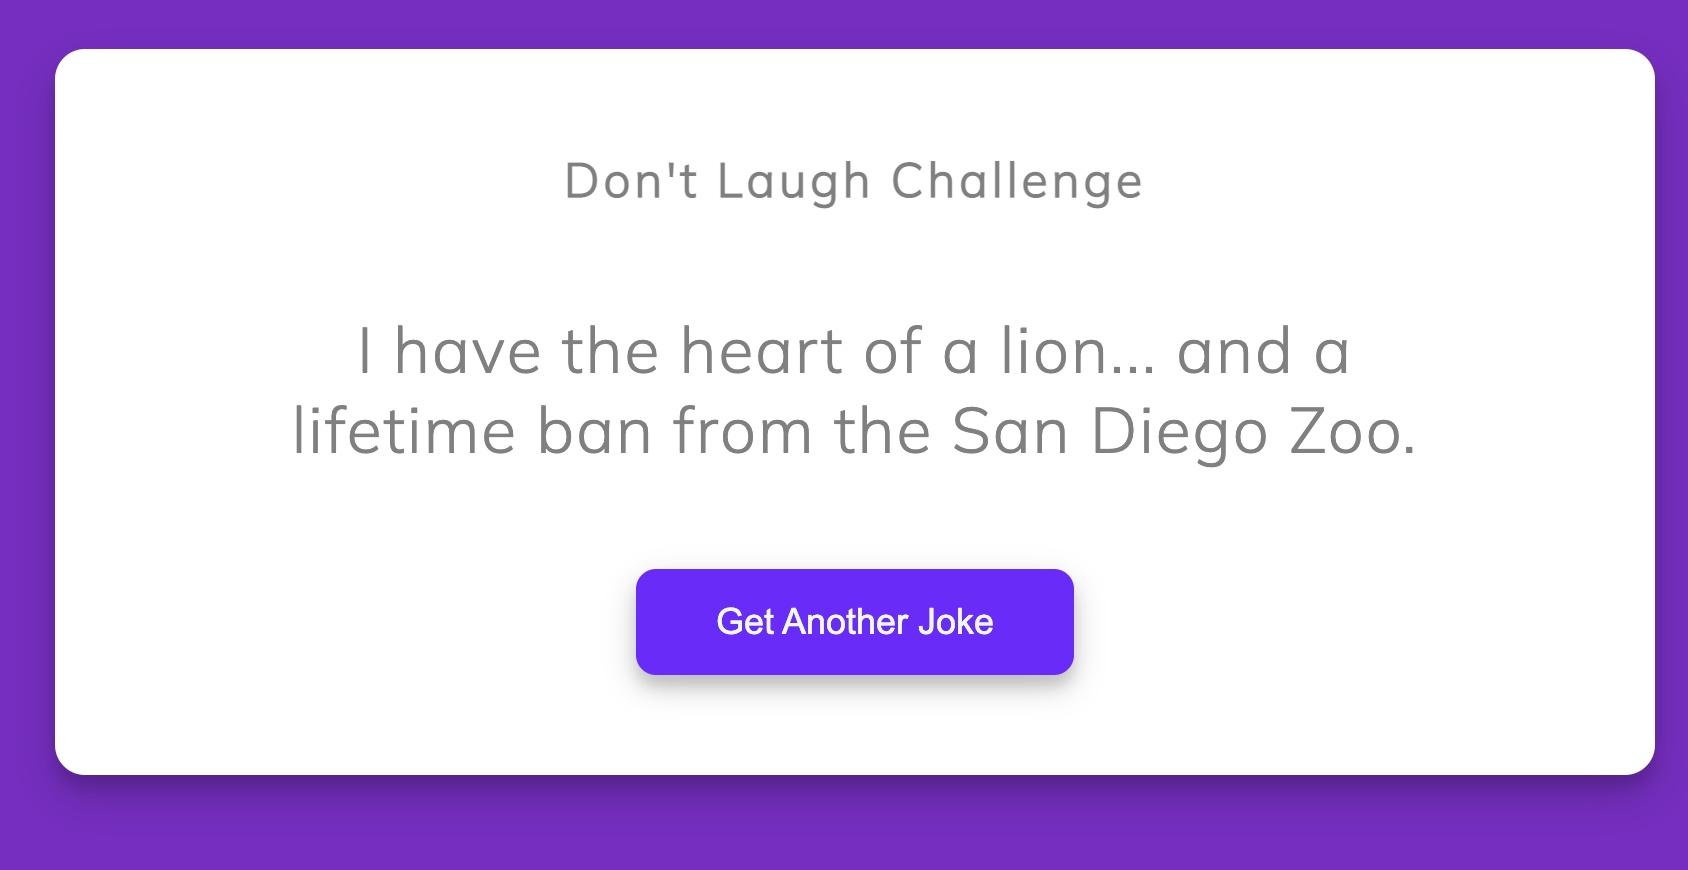 Don't Laugh Challenge
I have the heart of a lion... and a
lifetime ban from the San Diego Zoo.
Get Another Joke